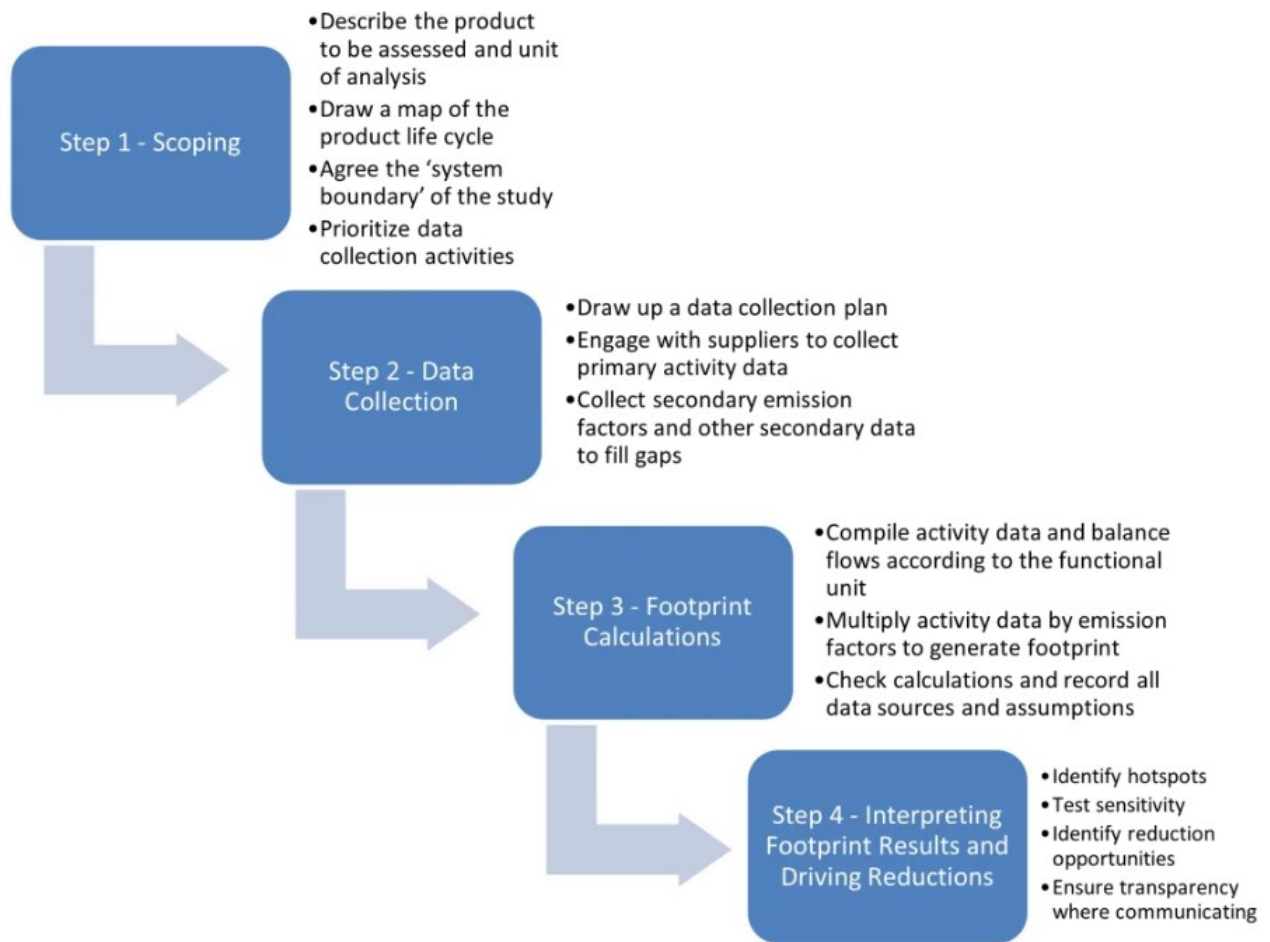 •Describe the product
to be assessed and unit
of analysis
•Draw a map of the
product life cycle
•Agree the ‘system
boundary’ of the study
•Prioritize data
collection activities
Step 1 - Scoping
•Draw up a data collection plan
•Engage with suppliers to collect
primary activity data
•Collect secondary emission
factors and other secondary data
to fill gaps
Step 2 - Data
Collection
•Compile activity data and balance
flows according to the functional
unit
•Multiply activity data by emission
factors to generate footprint
•Check calculations and record all
data sources and assumptions
Step 3 - Footprint
Calculations
•Identify hotspots
•Test sensitivity
•Identify reduction
opportunities
•Ensure transparency
where communicating
Step 4 - Interpreting
Footprint Results and
Driving Reductions